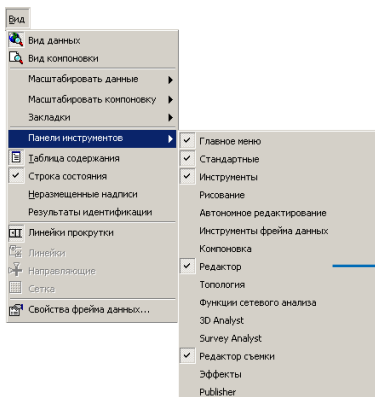 Вид
Вид данных
Вид компоновки
Масштабировать данные
Масштабировать компоновку
Закладки
Панели инструментов
Таблица содержания
Строка состояния
Неразмещенные надписи
Результаты идентификации
Линейки прокрутки
Линейки
Направляющие
Сетка
Свойства фрейма данных...
Главное меню
Стандартные
Инструменты
Рисование
Автономное редактирование
Инструменты фрейма данных
Компоновка
Редактор
Топология
Функции сетевого анализа
3D Analyst
Survey Analyst
Редактор съемки
Эффекты
Publisher